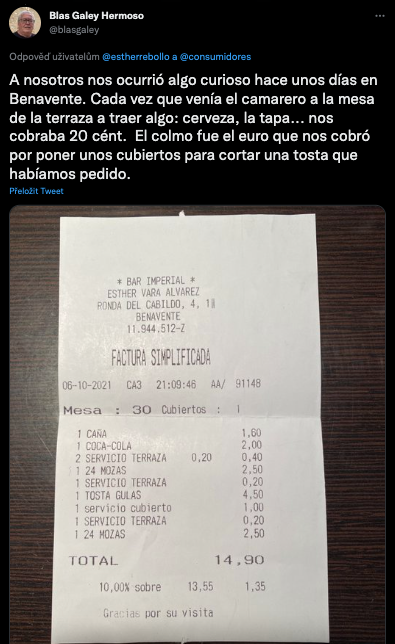 Blas Galey Hermoso
@blasgaley
Odpověď uživatelům @estherrebollo a @consumidores
A nosotros nos ocurrió algo curioso hace unos días en
Benavente. Cada vez que venía el camarero a la mesa
de la terraza a traer algo: cerveza, la tapa... nos
cobraba 20 cént.  El colmo fue el euro que nos cobró
por poner unos cubiertos para cortar una tosta que
habíamos pedido.
Přeložit Tweet
* BAR IMPERIAL *
ESTHER VARA ALVAREZ
RONDA DEL CABILDO, 4, 1
BENAVENTE
11.944.512-Z
FACTURA SIMPLIFICADA
06-10-2021 CA3 21:09:46 AA/ 91148
Mesa : 30 Cubiertos : 1
1 CAÑA 1,60
1 COCA-COLA 2,00
2 SERVICIO TERRAZA 0,20 0,40
1 24 MOZAS 2,50
1 SERVICIO TERRAZA 0,20
1 TOSTA GULAS 4,50
1 servicio cubierto 1,00
1 SERVICIO TERRAZA 0,20
1 24 MOZAS 2,50
TOTAL 14,90
10,00% sobre 13,55 1,35
Gracias por su visita